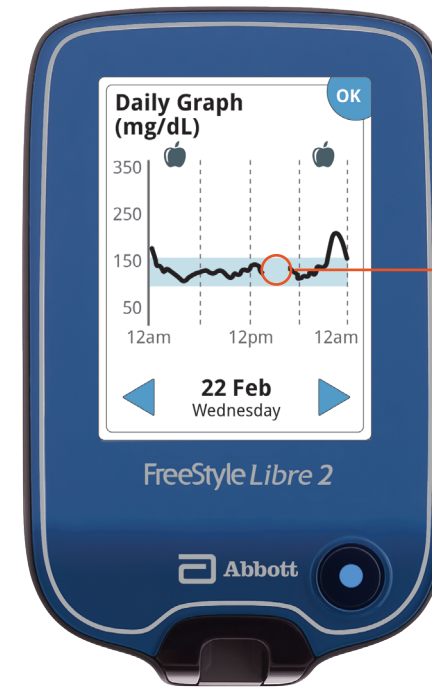 OK
Daily Graph
(mg/dL)
350
250
150
50
12am 12pm 12am
22 Feb
Wednesday
FreeStyle Libre 2
Abbott